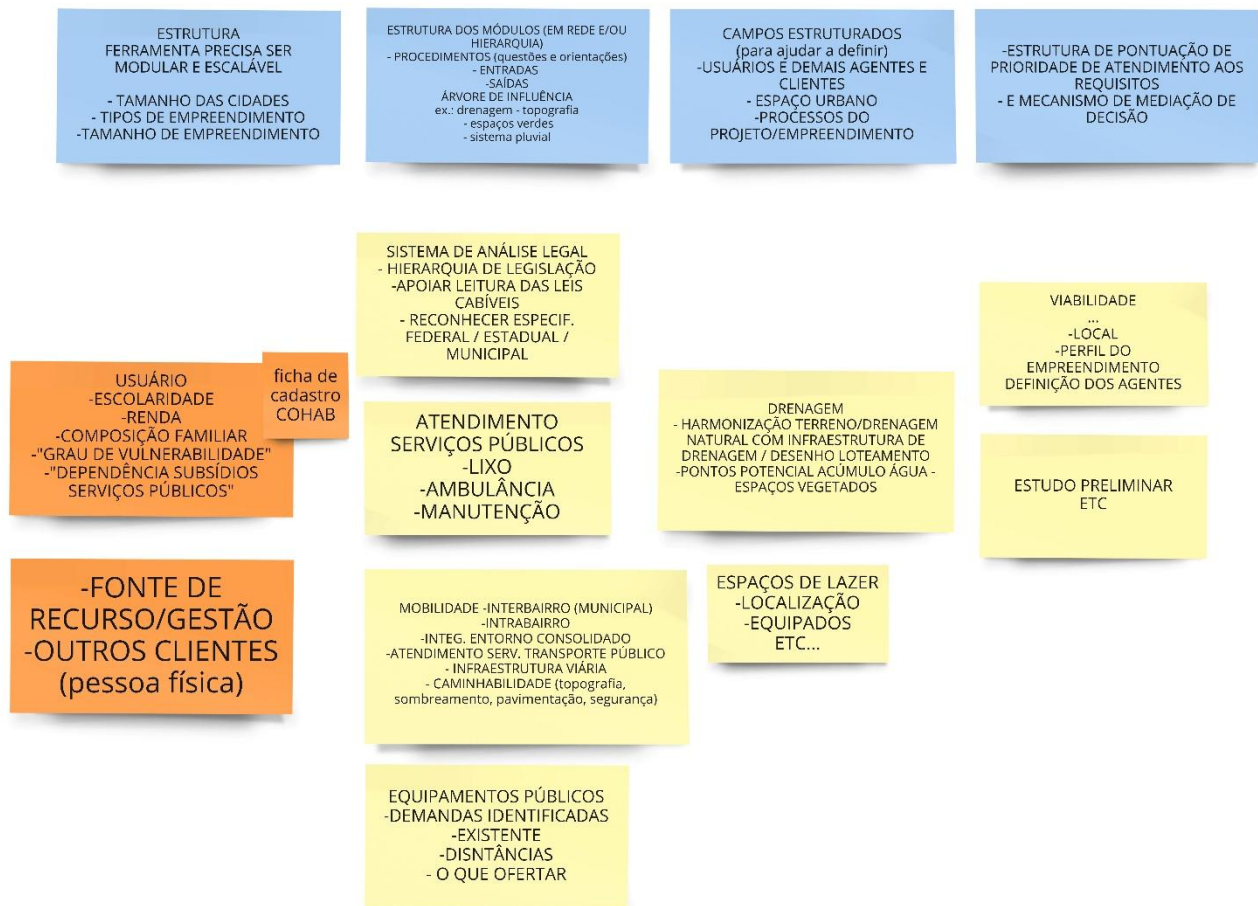 ESTRUTURA
FERRAMENTA PRECISA SER
MODULAR E ESCALÁVEL
- TAMANHO DAS CIDADES
- TIPOS DE EMPREENDIMENTO
-TAMANHO DE EMPREENDIMENTO
ESTRUTURA DOS MÓDULOS (EM REDE E/OU
HIERARQUIA)
- PROCEDIMENTOS (questões e orientações)
- ENTRADAS
-SAÍDAS
ÁRVORE DE INFLUÊNCIA
ex.: drenagem - topografia
- espaços verdes
- sistema pluvial
CAMPOS ESTRUTURADOS
(para ajudar a definir)
-USUÁRIOS E DEMAIS AGENTES E
CLIENTES
- ESPAÇO URBANO
-PROCESSOS DO
PROJETO/EMPREENDIMENTO
-ESTRUTURA DE PONTUAÇÃO DE
PRIORIDADE DE ATENDIMENTO AOS
REQUISITOS
- E MECANISMO DE MEDIAÇÃO DE
DECISÃO
USUÁRIO
-ESCOLARIDADE
-RENDA
-COMPOSIÇÃO FAMILIAR
-"GRAU DE VULNERABILIDADE"
-"DEPENDÊNCIA SUBSÍDIOS
SERVIÇOS PÚBLICOS"
ficha de
cadastro
COHAB
-FONTE DE
RECURSO/GESTÃO
-OUTROS CLIENTES
(pessoa física)
SISTEMA DE ANÁLISE LEGAL
- HIERARQUIA DE LEGISLAÇÃO
-APOIAR LEITURA DAS LEIS
CABÍVEIS
- RECONHECER ESPECIF.
FEDERAL / ESTADUAL /
MUNICIPAL
ATENDIMENTO
SERVIÇOS PÚBLICOS
-LIXO
-AMBULÂNCIA
-MANUTENÇÃO
MOBILIDADE -INTERBAIRRO (MUNICIPAL)
- INTRABAIRRO
- INTEG. ENTORNO CONSOLIDADO
-ATENDIMENTO SERV. TRANSPORTE PÚBLICO
- INFRAESTRUTURA VIÁRIA
- CAMINHABILIDADE (topografia,
sombreamento, pavimentação, segurança)
EQUIPAMENTOS PÚBLICOS
-DEMANDAS IDENTIFICADAS
-EXISTENTE
-DISNTÂNCIAS
- O QUE OFERTAR
DRENAGEM
- HARMONIZAÇÃO TERRENO/DRENAGEM
NATURAL COM INFRAESTRUTURA DE
DRENAGEM / DESENHO LOTEAMENTO
-PONTOS POTENCIAL ACÚMULO ÁGUA -
ESPAÇOS VEGETADOS
ESPAÇOS DE LAZER
-LOCALIZAÇÃO
-EQUIPADOS
ETC...
VIABILIDADE
...
-LOCAL
-PERFIL DO
EMPREENDIMENTO
DEFINIÇÃO DOS AGENTES
ESTUDO PRELIMINAR
ETC